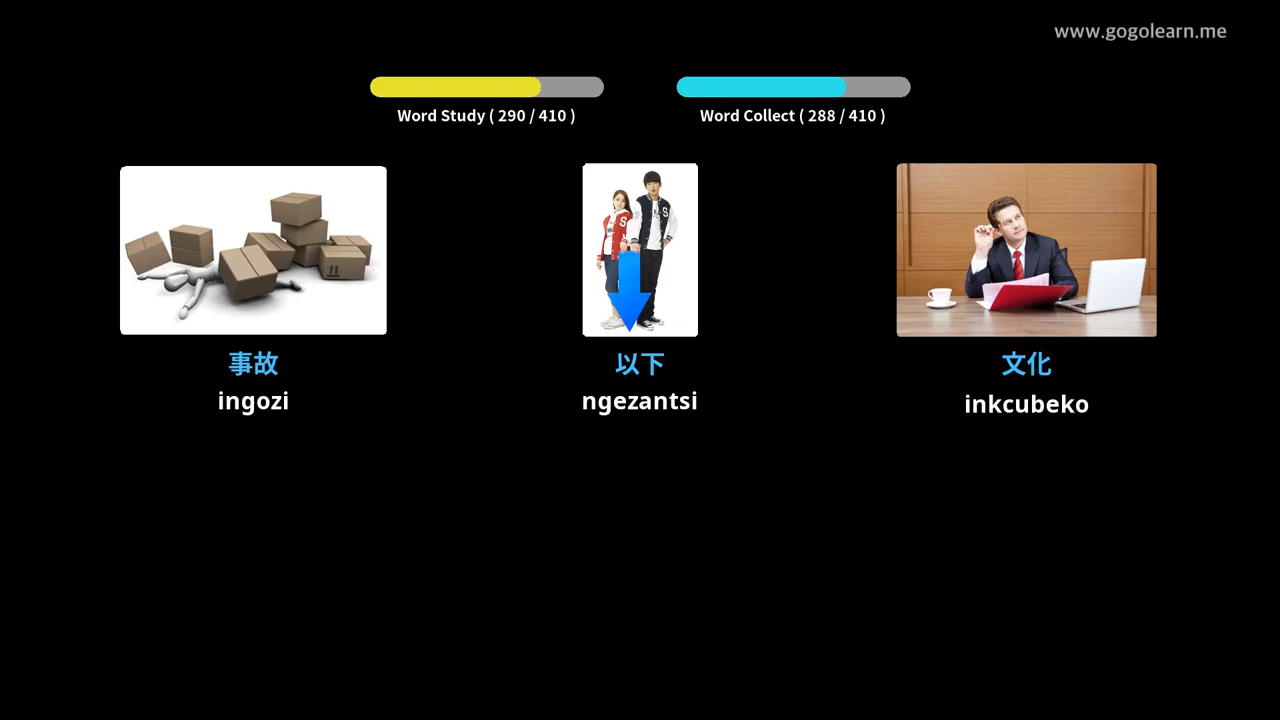 www.gogolearn.me
Word Study ( 290 / 410 )
Word Collect ( 288 / 410 )
事故
ingozi
以下
ngezantsi
文化
inkcubeko
S
S